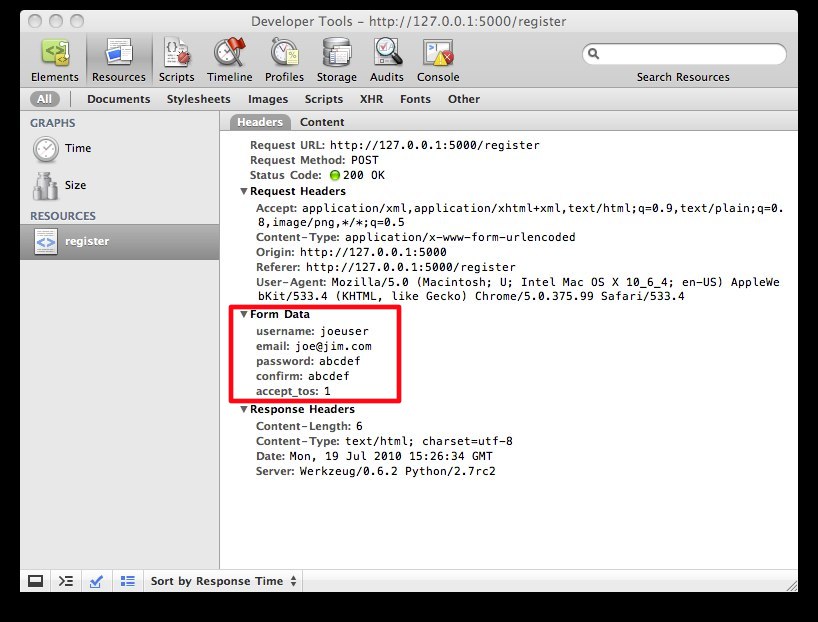 Developer Tools – http://127.0.0.1:5000/register
Elements Resources Scripts Timeline Profiles Storage Audits Console Search Resources
All Documents Stylesheets Images Scripts XHR Fonts Other
GRAPHS
Time
Size
RESOURCES
register
Headers Content
Request URL: http://127.0.0.1:5000/register
Request Method: POST
Status Code: 200 OK
Request Headers
Accept: application/xml,application/xhtml+xml,text/html;q=0.9,text/plain;q=0.
8,image/png,*/*;q=0.5
Content-Type: application/x-www-form-urlencoded
Origin: http://127.0.0.1:5000
Referer: http://127.0.0.1:5000/register
User-Agent: Mozilla/5.0 (Macintosh; U; Intel Mac OS X 10_6_4; en-US) AppleWe
bKit/533.4 (KHTML, like Gecko) Chrome/5.0.375.99 Safari/533.4
Form Data
username: joeuser
email: joe@jim.com
password: abcdef
confirm: abcdef
accept_tos: 1
Response Headers
Content-Length: 6
Content-Type: text/html; charset=utf-8
Date: Mon, 19 Jul 2010 15:26:34 GMT
Server: Werkzeug/0.6.2 Python/2.7rc2
Sort by Response Time